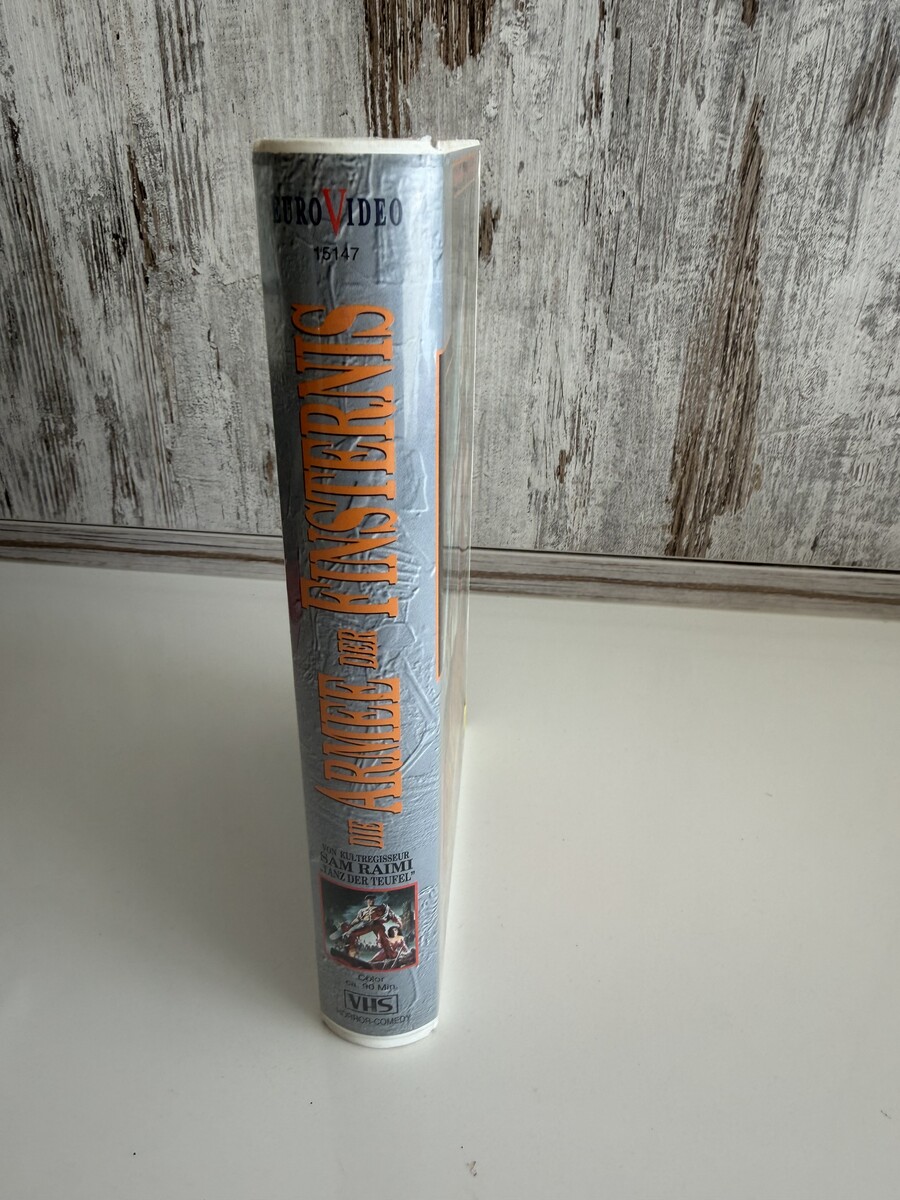 EUROVIDEO
15147
DIE ARMEE DER FINSTERNIS
VON KULTREGISSEUR
SAM RAIMI
„TANZ DER TEUFEL"
Color
ca. 90 Min.
VHS
HORROR-COMEDY